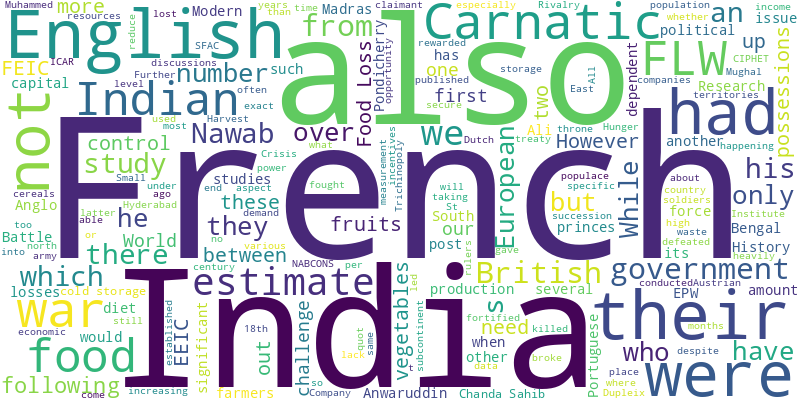 Muhammed lost years than time Madras Rivalry whether population income
English resources SFAC from Carnatic especially claimant issue
ICAR Modern Further discussions Pondicherry opportunity rewarded has political an
FEIC capital number such Food Loss one published level All up FLW dependent companies Mughal possessions
Indian Harvest often exact storage East Research CIPHET territories
not also
Nawab over measurement incentives Trichinopoly we first secure two Ali throne Dutch treaty Hunger However another happening had
control most used what
study Small under Crisis fought European populace specific about his
cereals ago aspect power St will taking succession While country soldiers only
Anglo studies these French South but force Institute
latter able Hyderabad end demand fruits our princes high waste Bengal
Battle or he they no various rulers post gave its defeated History heavily
too north World between
into army there NABCONS
which estimate vegetables led subcontinent British government
losses cold storage century per production several EPW conductedAustrian amount
war diet significant challenge s need fortified Portuguese their
economic still established EIIC 18th quot lack same when killed months
would out other data despite who have
food India
following increasing farmers so Company Anwaruddin t Chanda Sahib broke place where Dupleix were
come reduce